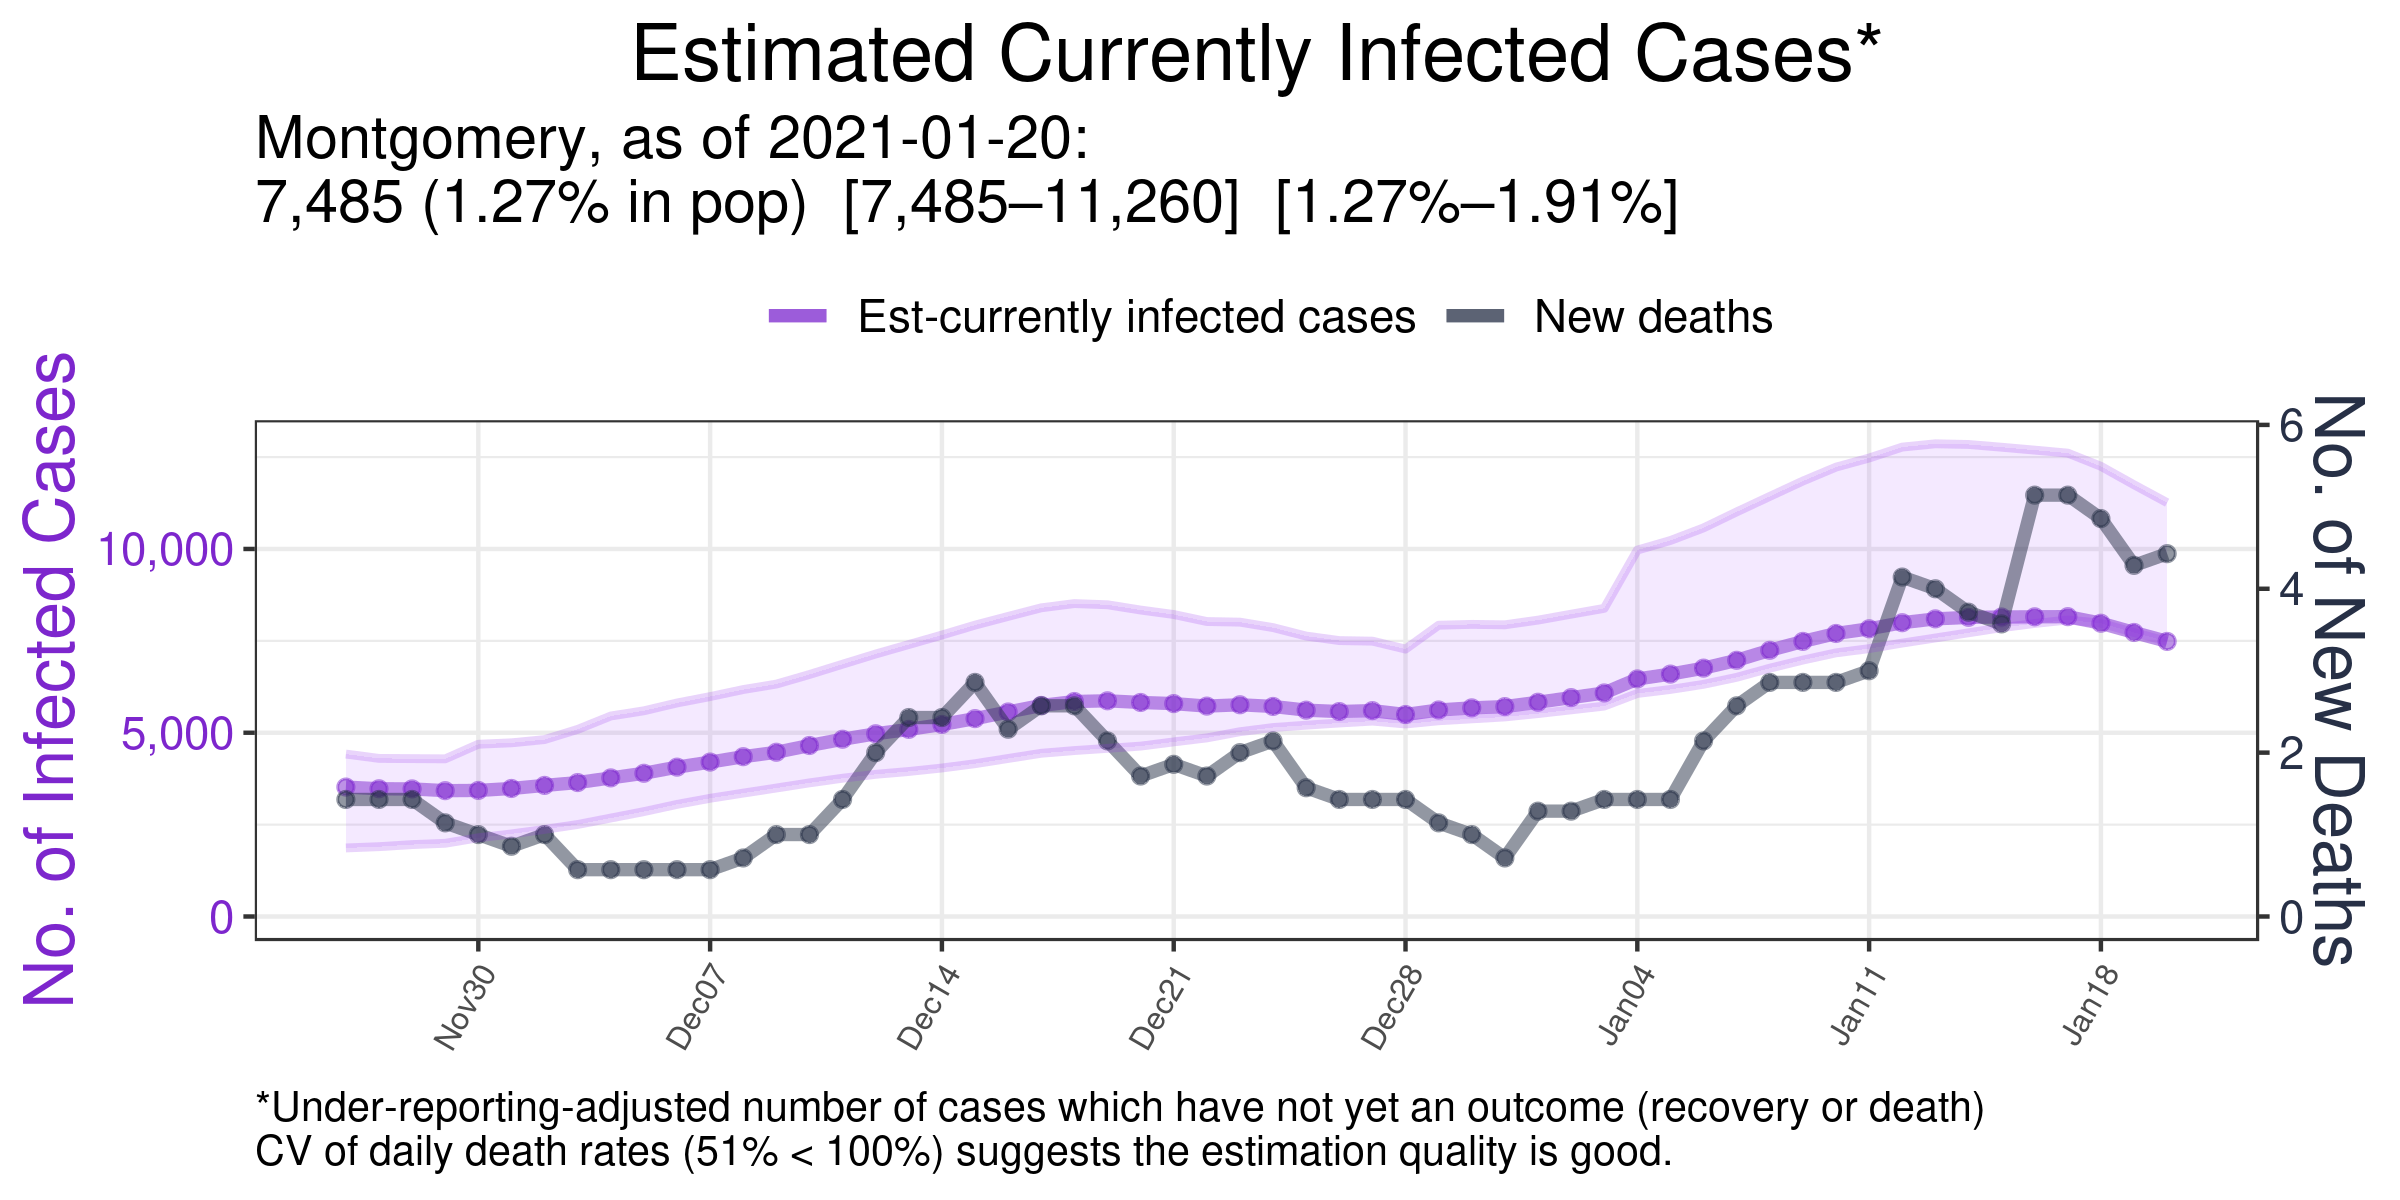 Estimated Currently Infected Cases*
Montgomery, as of 2021-01-20:
7,485 (1.27% in pop)  [7,485–11,260]  [1.27%–1.91%]
Est-currently infected cases
New deaths
No. of Infected Cases
10,000
5,000
0
6
4
2
0
No. of New Deaths
Nov30
Dec07
Dec14
Dec21
Dec28
Jan04
Jan11
Jan18
*Under-reporting-adjusted number of cases which have not yet an outcome (recovery or death)
CV of daily death rates (51% < 100%) suggests the estimation quality is good.